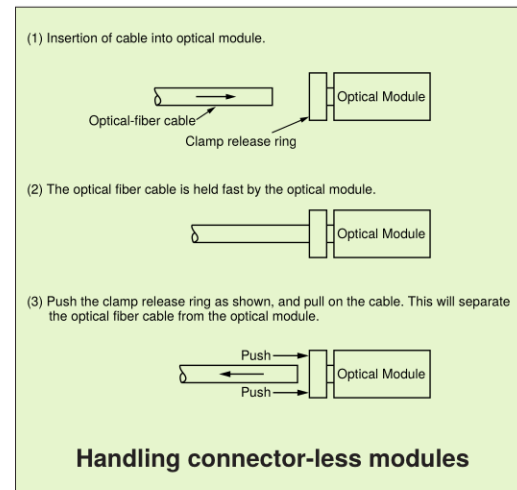 (1) Insertion of cable into optical module.
Optical Module
Optical-fiber cable
Clamp release ring
(2) The optical fiber cable is held fast by the optical module.
Optical Module
(3) Push the clamp release ring as shown, and pull on the cable. This will separate
the optical fiber cable from the optical module.
Push
Optical Module
Push
Handling connector-less modules